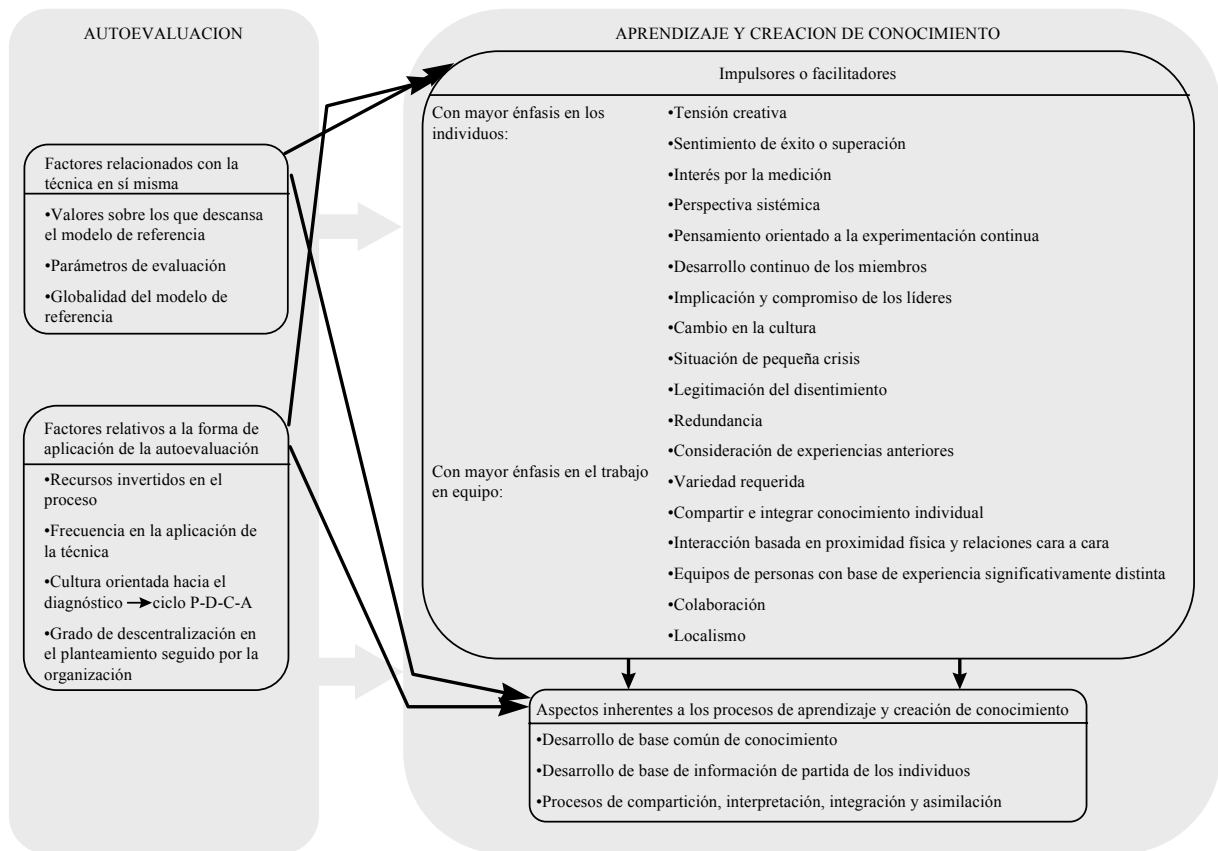 AUTOEVALUACION
Factores relacionados con la
técnica en sí misma
•Valores sobre los que descansa
el modelo de referencia
•Parámetros de evaluación
•Globalidad del modelo de
referencia
Factores relativos a la forma de
aplicación de la autoevaluación
•Recursos invertidos en el
proceso
•Frecuencia en la aplicación de
la técnica
•Cultura orientada hacia el
diagnóstico → ciclo P-D-C-A
•Grado de descentralización en
el planteamiento seguido por la
organización
APRENDIZAJE Y CREACION DE CONOCIMIENTO
Impulsores o facilitadores
Con mayor énfasis en los
individuos:
•Tensión creativa
•Sentimiento de éxito o superación
•Interés por la medición
•Perspectiva sistémica
•Pensamiento orientado a la experimentación continua
•Desarrollo continuo de los miembros
•Implicación y compromiso de los líderes
•Cambio en la cultura
•Situación de pequeña crisis
•Legitimación del disentimiento
•Redundancia
•Consideración de experiencias anteriores
Con mayor énfasis en el trabajo
en equipo:
•Variedad requerida
•Compartir e integrar conocimiento individual
•Interacción basada en proximidad física y relaciones cara a cara
•Equipos de personas con base de experiencia significativamente distinta
•Colaboración
•Localismo
Aspectos inherentes a los procesos de aprendizaje y creación de conocimiento
•Desarrollo de base común de conocimiento
•Desarrollo de base de información de partida de los individuos
•Procesos de compartición, interpretación, integración y asimilación